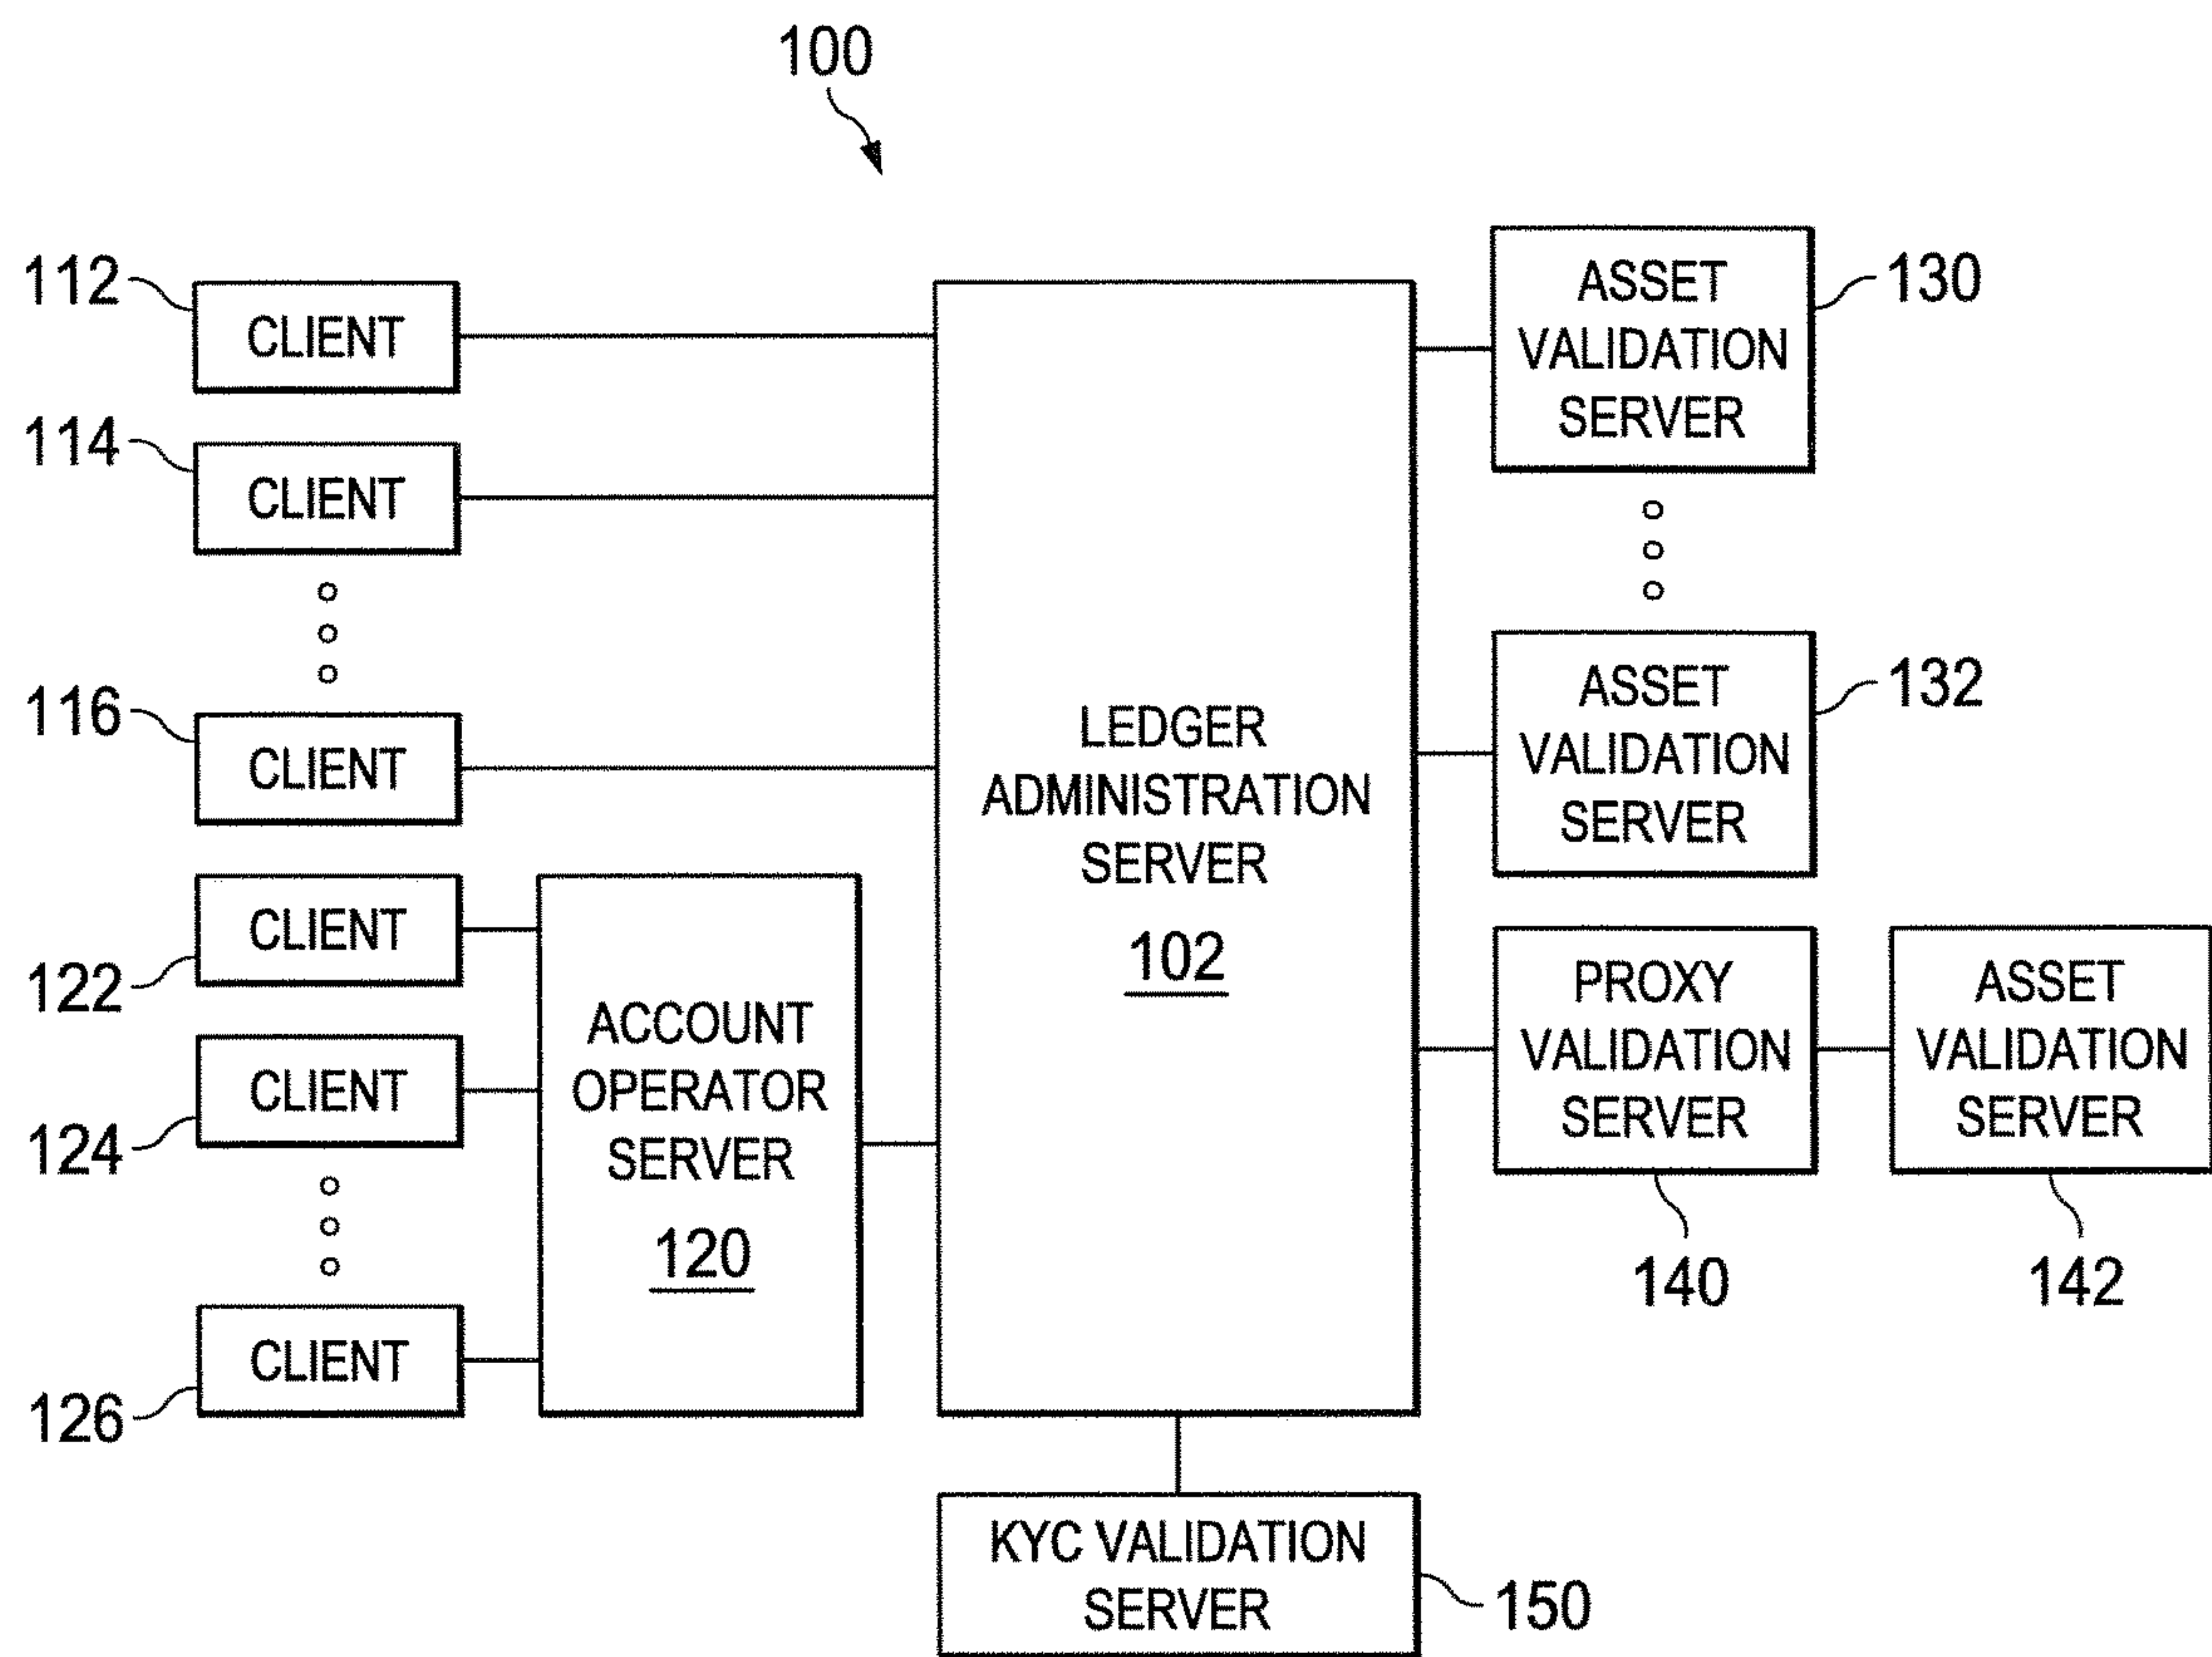 100
112
CLIENT
114
CLIENT
116
CLIENT
122
CLIENT
124
CLIENT
126
CLIENT
ACCOUNT
OPERATOR
SERVER
120
LEDGER
ADMINISTRATION
SERVER
102
ASSET
VALIDATION
SERVER
130
ASSET
VALIDATION
SERVER
132
PROXY
VALIDATION
SERVER
140
ASSET
VALIDATION
SERVER
142
KYC VALIDATION
SERVER
150